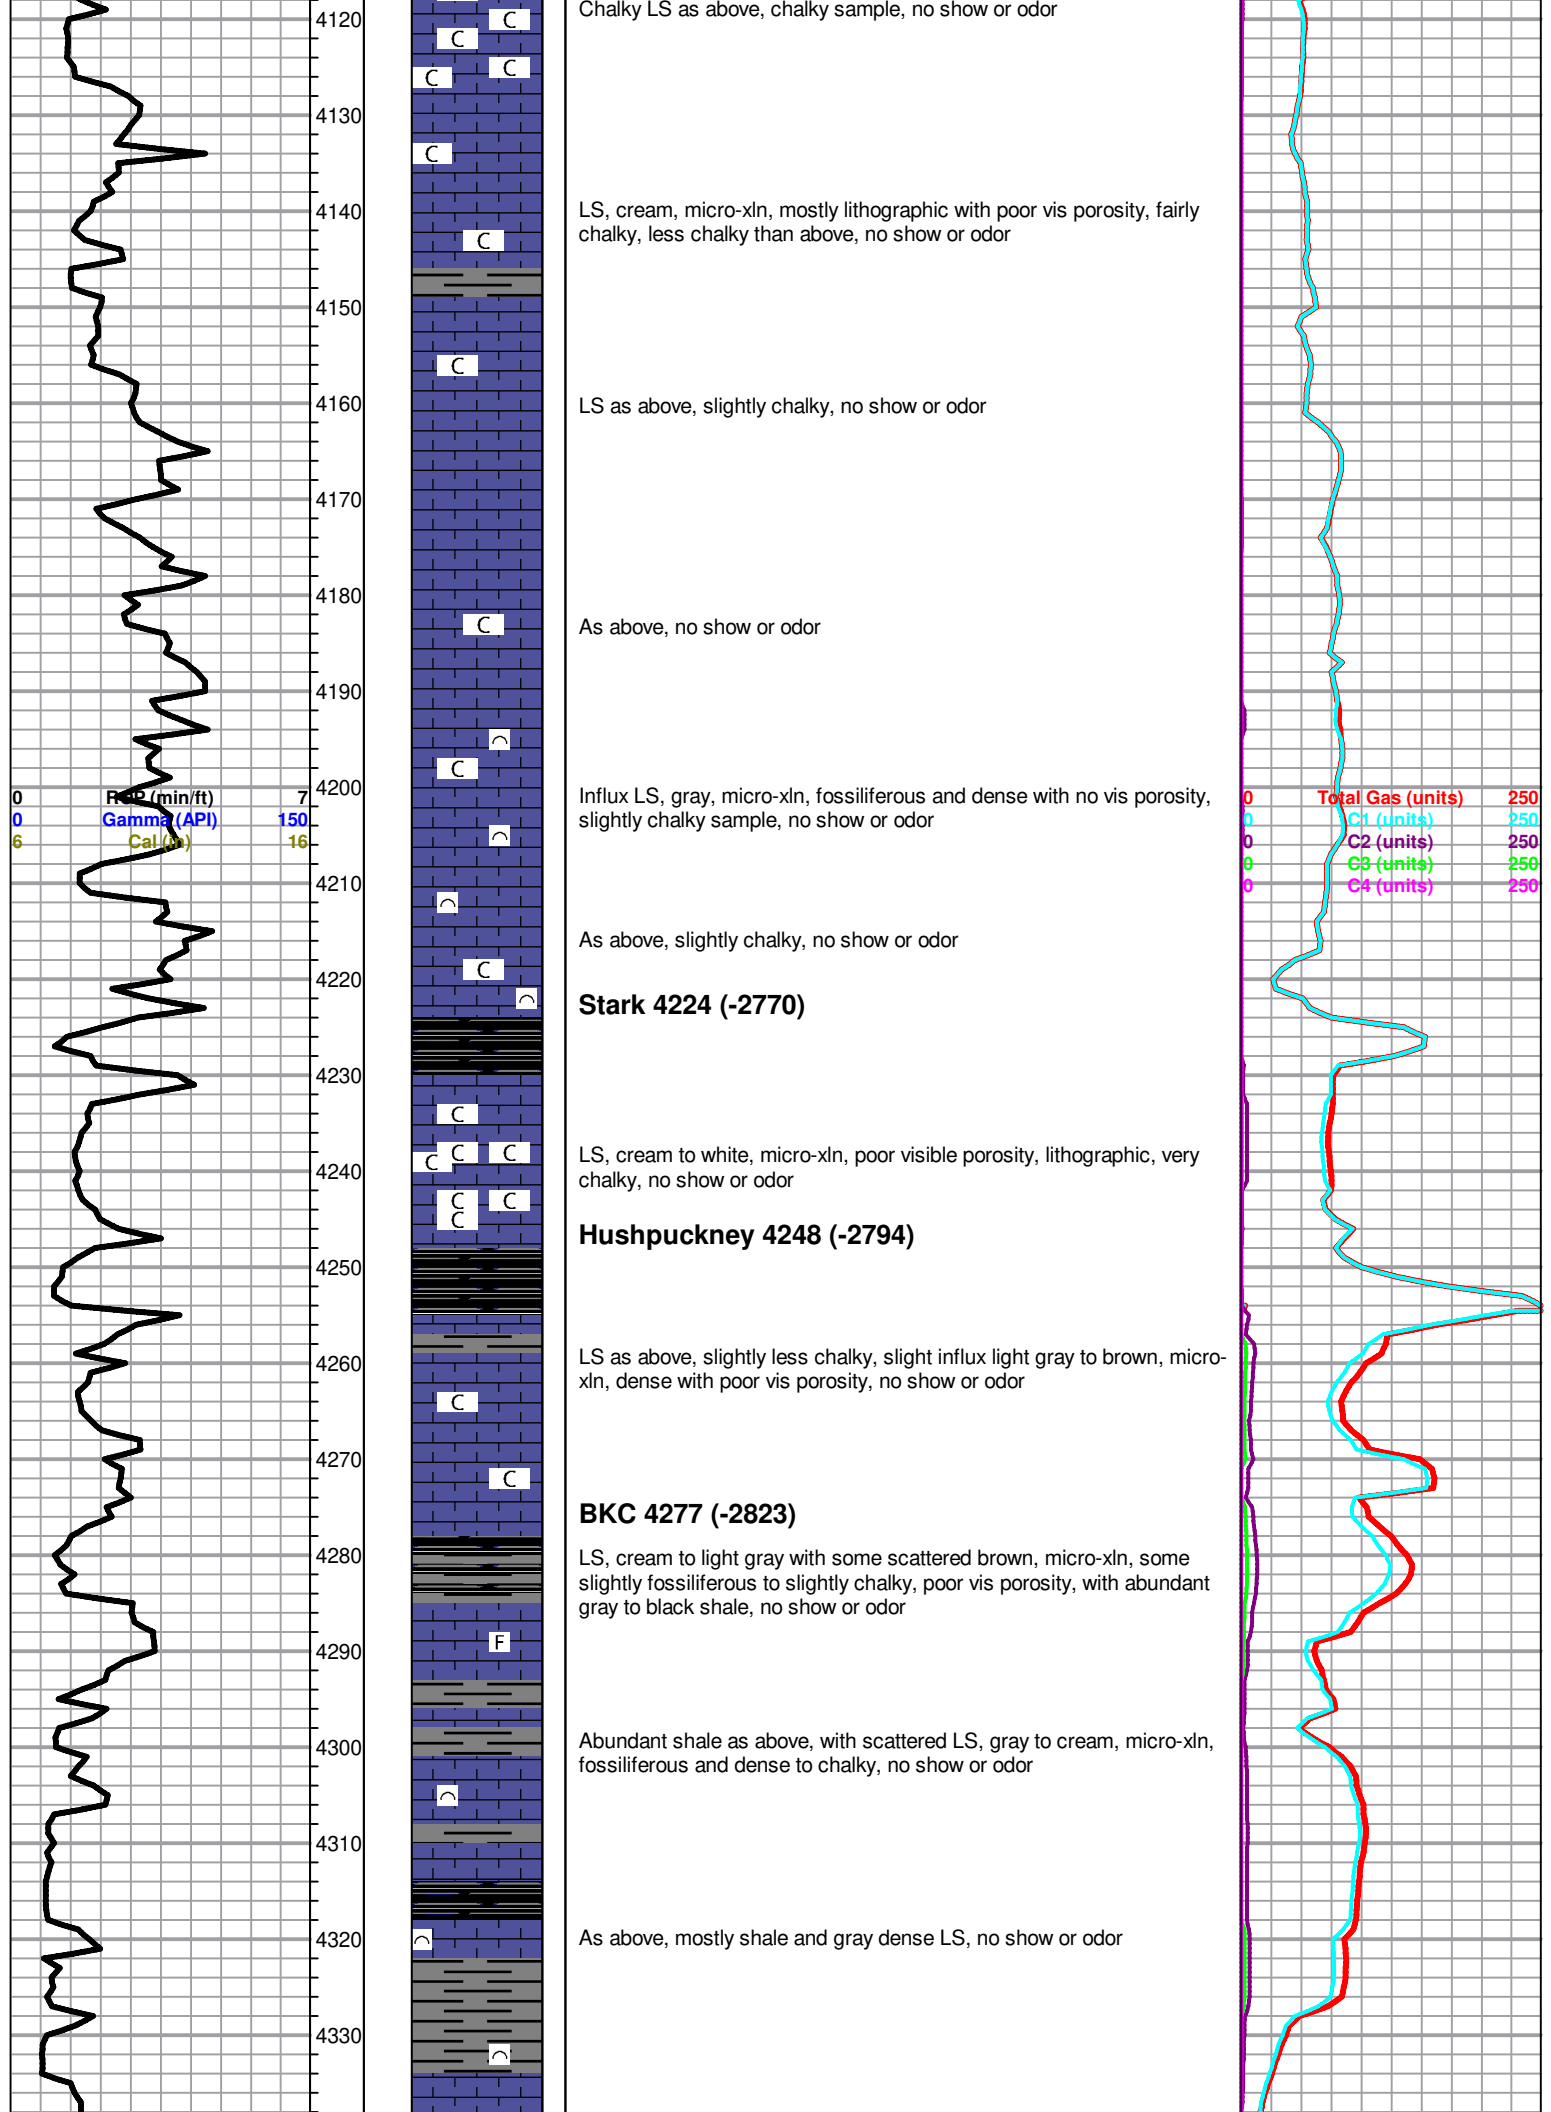 Chalky LS as above, chalky sample, no show or odor
4120
C
C
C
C
4130
C
4140
LS, cream, micro-xln, mostly lithographic with poor vis porosity, fairly
chalky, less chalky than above, no show or odor
C
4150
C
4160
LS as above, slightly chalky, no show or odor
4170
4180
C
As above, no show or odor
4190
C
4200
Influx LS, gray, micro-xln, fossiliferous and dense with no vis porosity,
slightly chalky sample, no show or odor
0 ROP (min/ft) 7
0 Gamma (API) 150
6 Cal (in) 16
0 Total Gas (units) 250
0 C1 (units) 250
0 C2 (units) 250
0 C3 (units) 250
0 C4 (units) 250
4210
As above, slightly chalky, no show or odor
C
4220
Stark 4224 (-2770)
4230
C
C
C
C
4240
LS, cream to white, micro-xln, poor visible porosity, lithographic, very
chalky, no show or odor
C
C
C
Hushpuckney 4248 (-2794)
4250
4260
LS as above, slightly less chalky, slight influx light gray to brown, micro-
xln, dense with poor vis porosity, no show or odor
C
4270
C
BKC 4277 (-2823)
4280
LS, cream to light gray with some scattered brown, micro-xln, some
slightly fossiliferous to slightly chalky, poor vis porosity, with abundant
gray to black shale, no show or odor
F
4290
4300
Abundant shale as above, with scattered LS, gray to cream, micro-xln,
fossiliferous and dense to chalky, no show or odor
4310
4320
As above, mostly shale and gray dense LS, no show or odor
4330